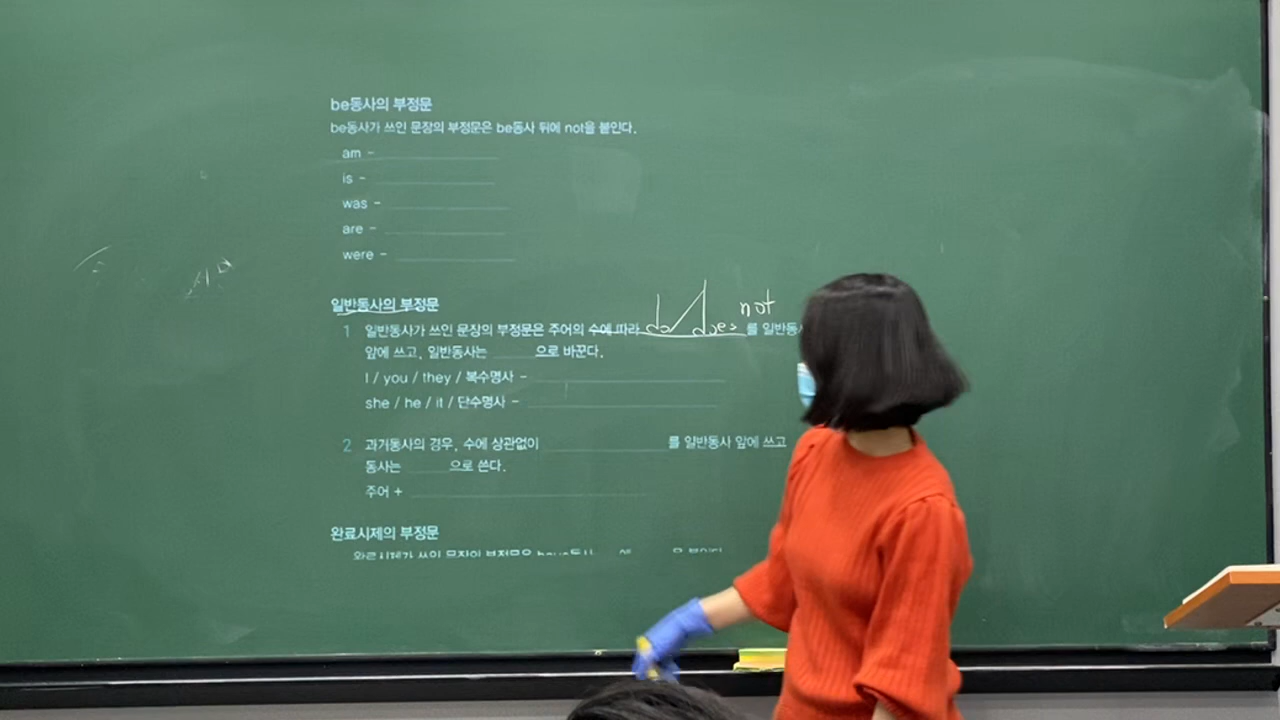 be동사의 부정문
be동사가 쓰인 문장의 부정문은 be동사 뒤에 not을 붙인다.
am -
is -
was -
are -
were -
일반동사의 부정문
do / does not
1 일반동사가 쓰인 문장의 부정문은 주어의 수에 따라 를 일반동사
앞에 쓰고, 일반동사는 으로 바꾼다.
I / you / they / 복수명사 -
she / he / it / 단수명사 -
2 과거동사의 경우, 수에 상관없이 를 일반동사 앞에 쓰고
동사는 으로 쓴다.
주어 +
완료시제의 부정문
완료시제가 쓰인 문장의 부정문은 have동사 에 을 붙인다